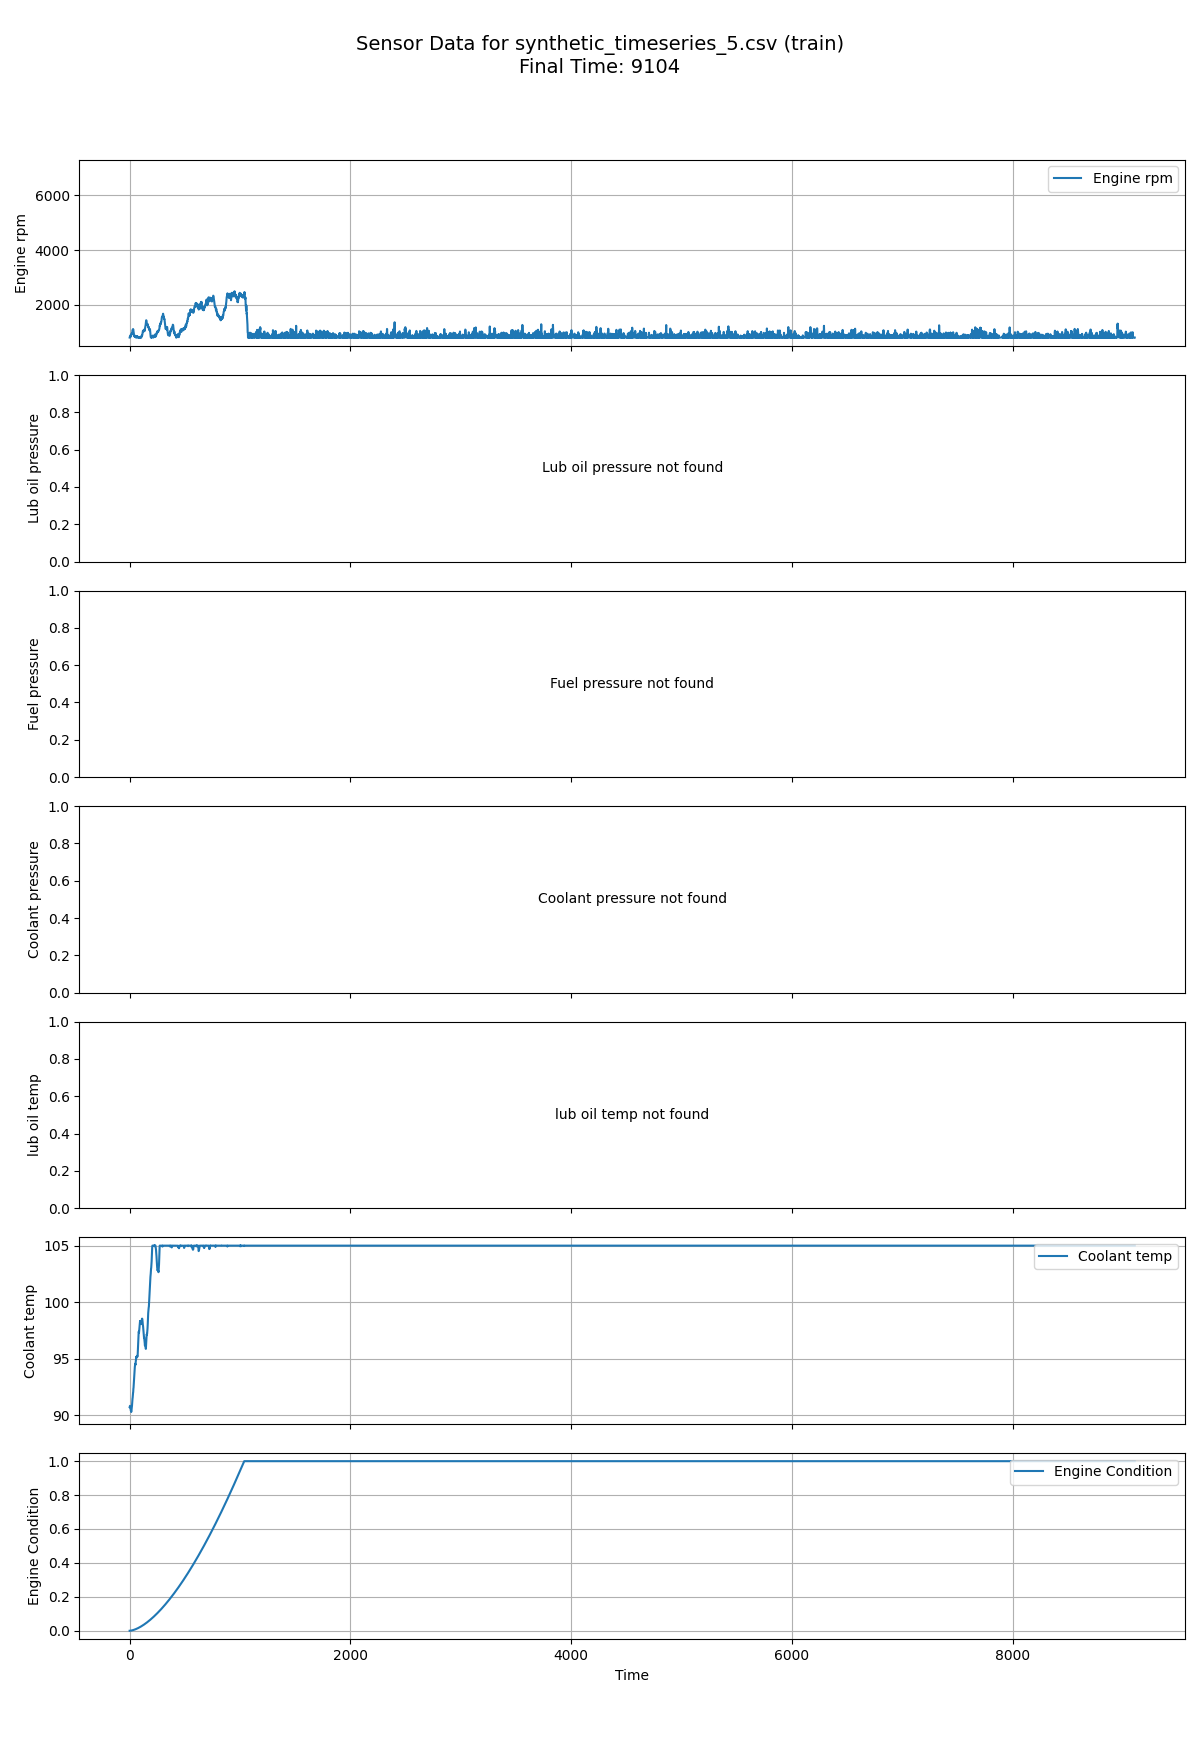 Sensor Data for synthetic_timeseries_5.csv (train)
Final Time: 9104
Engine rpm
6000
4000
2000
Engine rpm
Lub oil pressure
1.0
0.8
0.6
0.4
0.2
0.0
Lub oil pressure not found
Fuel pressure
1.0
0.8
0.6
0.4
0.2
0.0
Fuel pressure not found
Coolant pressure
1.0
0.8
0.6
0.4
0.2
0.0
Coolant pressure not found
lub oil temp
1.0
0.8
0.6
0.4
0.2
0.0
lub oil temp not found
Coolant temp
105
100
95
90
Coolant temp
Engine Condition
1.0
0.8
0.6
0.4
0.2
0.0
Engine Condition
0 2000 4000 6000 8000
Time